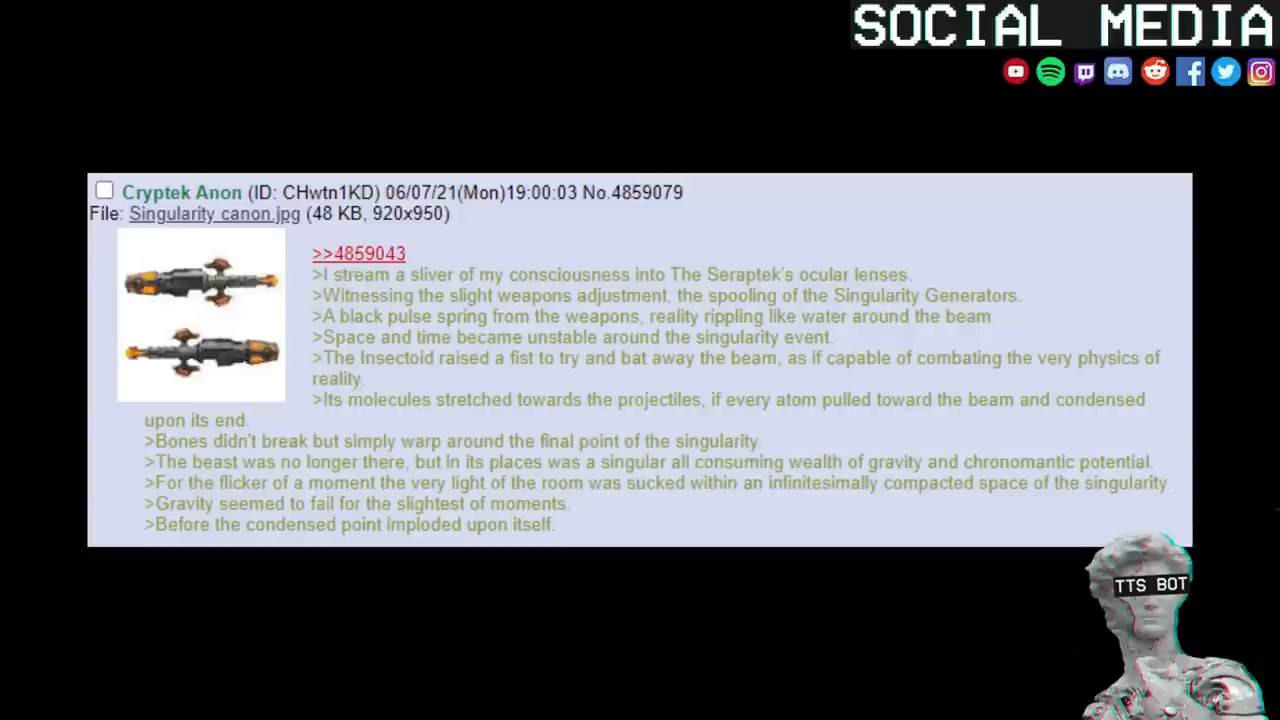 SOCIAL MEDIA
Cryptek Anon (ID: CHwtn1KD) 06/07/21(Mon)19:00:03 No.4859079
File: Singularity canon.jpg (48 KB, 920x950)
>>4859043
>I stream a sliver of my consciousness into The Seraptek's ocular lenses.
>Witnessing the slight weapons adjustment, the spooling of the Singularity Generators.
>A black pulse spring from the weapons, reality rippling like water around the beam.
>Space and time became unstable around the singularity event.
>The Insectoid raised a fist to try and bat away the beam, as if capable of combating the very physics of
reality.
>Its molecules stretched towards the projectiles, if every atom pulled toward the beam and condensed
upon its end.
>Bones didn't break but simply warp around the final point of the singularity.
>The beast was no longer there, but in its places was a singular all consuming wealth of gravity and chronomantic potential.
>For the flicker of a moment the very light of the room was sucked within an infinitesimally compacted space of the singularity.
>Gravity seemed to fail for the slightest of moments.
>Before the condensed point imploded upon itself.
TTS BOT